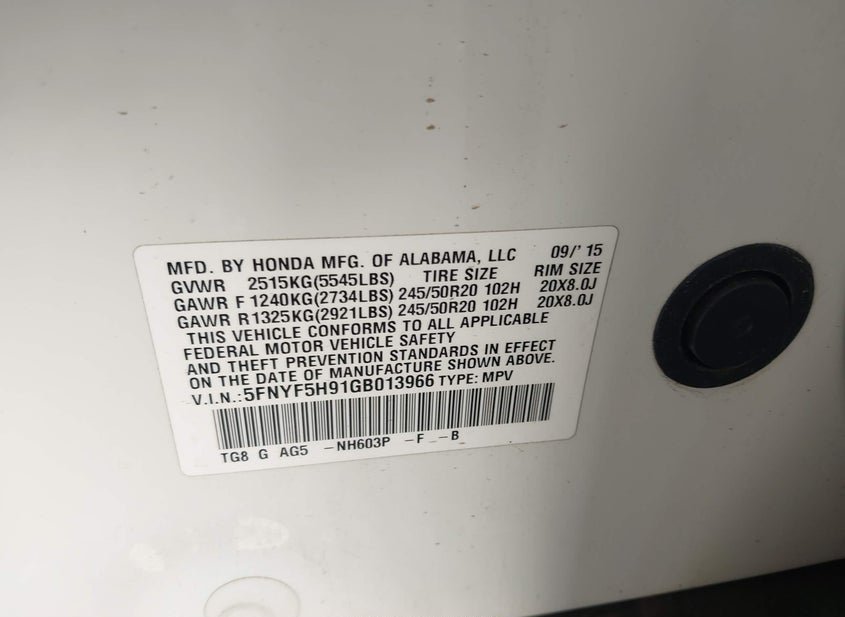 MFD. BY HONDA MFG. OF ALABAMA, LLC 09/' 15
GVWR 2515KG(5545LBS) TIRE SIZE RIM SIZE
GAWR F 1240KG(2734LBS) 245/50R20 102H 20X8.0J
GAWR R 1325KG(2921LBS) 245/50R20 102H 20X8.0J
THIS VEHICLE CONFORMS TO ALL APPLICABLE
FEDERAL MOTOR VEHICLE SAFETY
AND THEFT PREVENTION STANDARDS IN EFFECT
ON THE DATE OF MANUFACTURE SHOWN ABOVE.
V.I.N.:5FNYF5H91GB013966 TYPE: MPV
TG8 G AG5 -NH603P -F_-B_